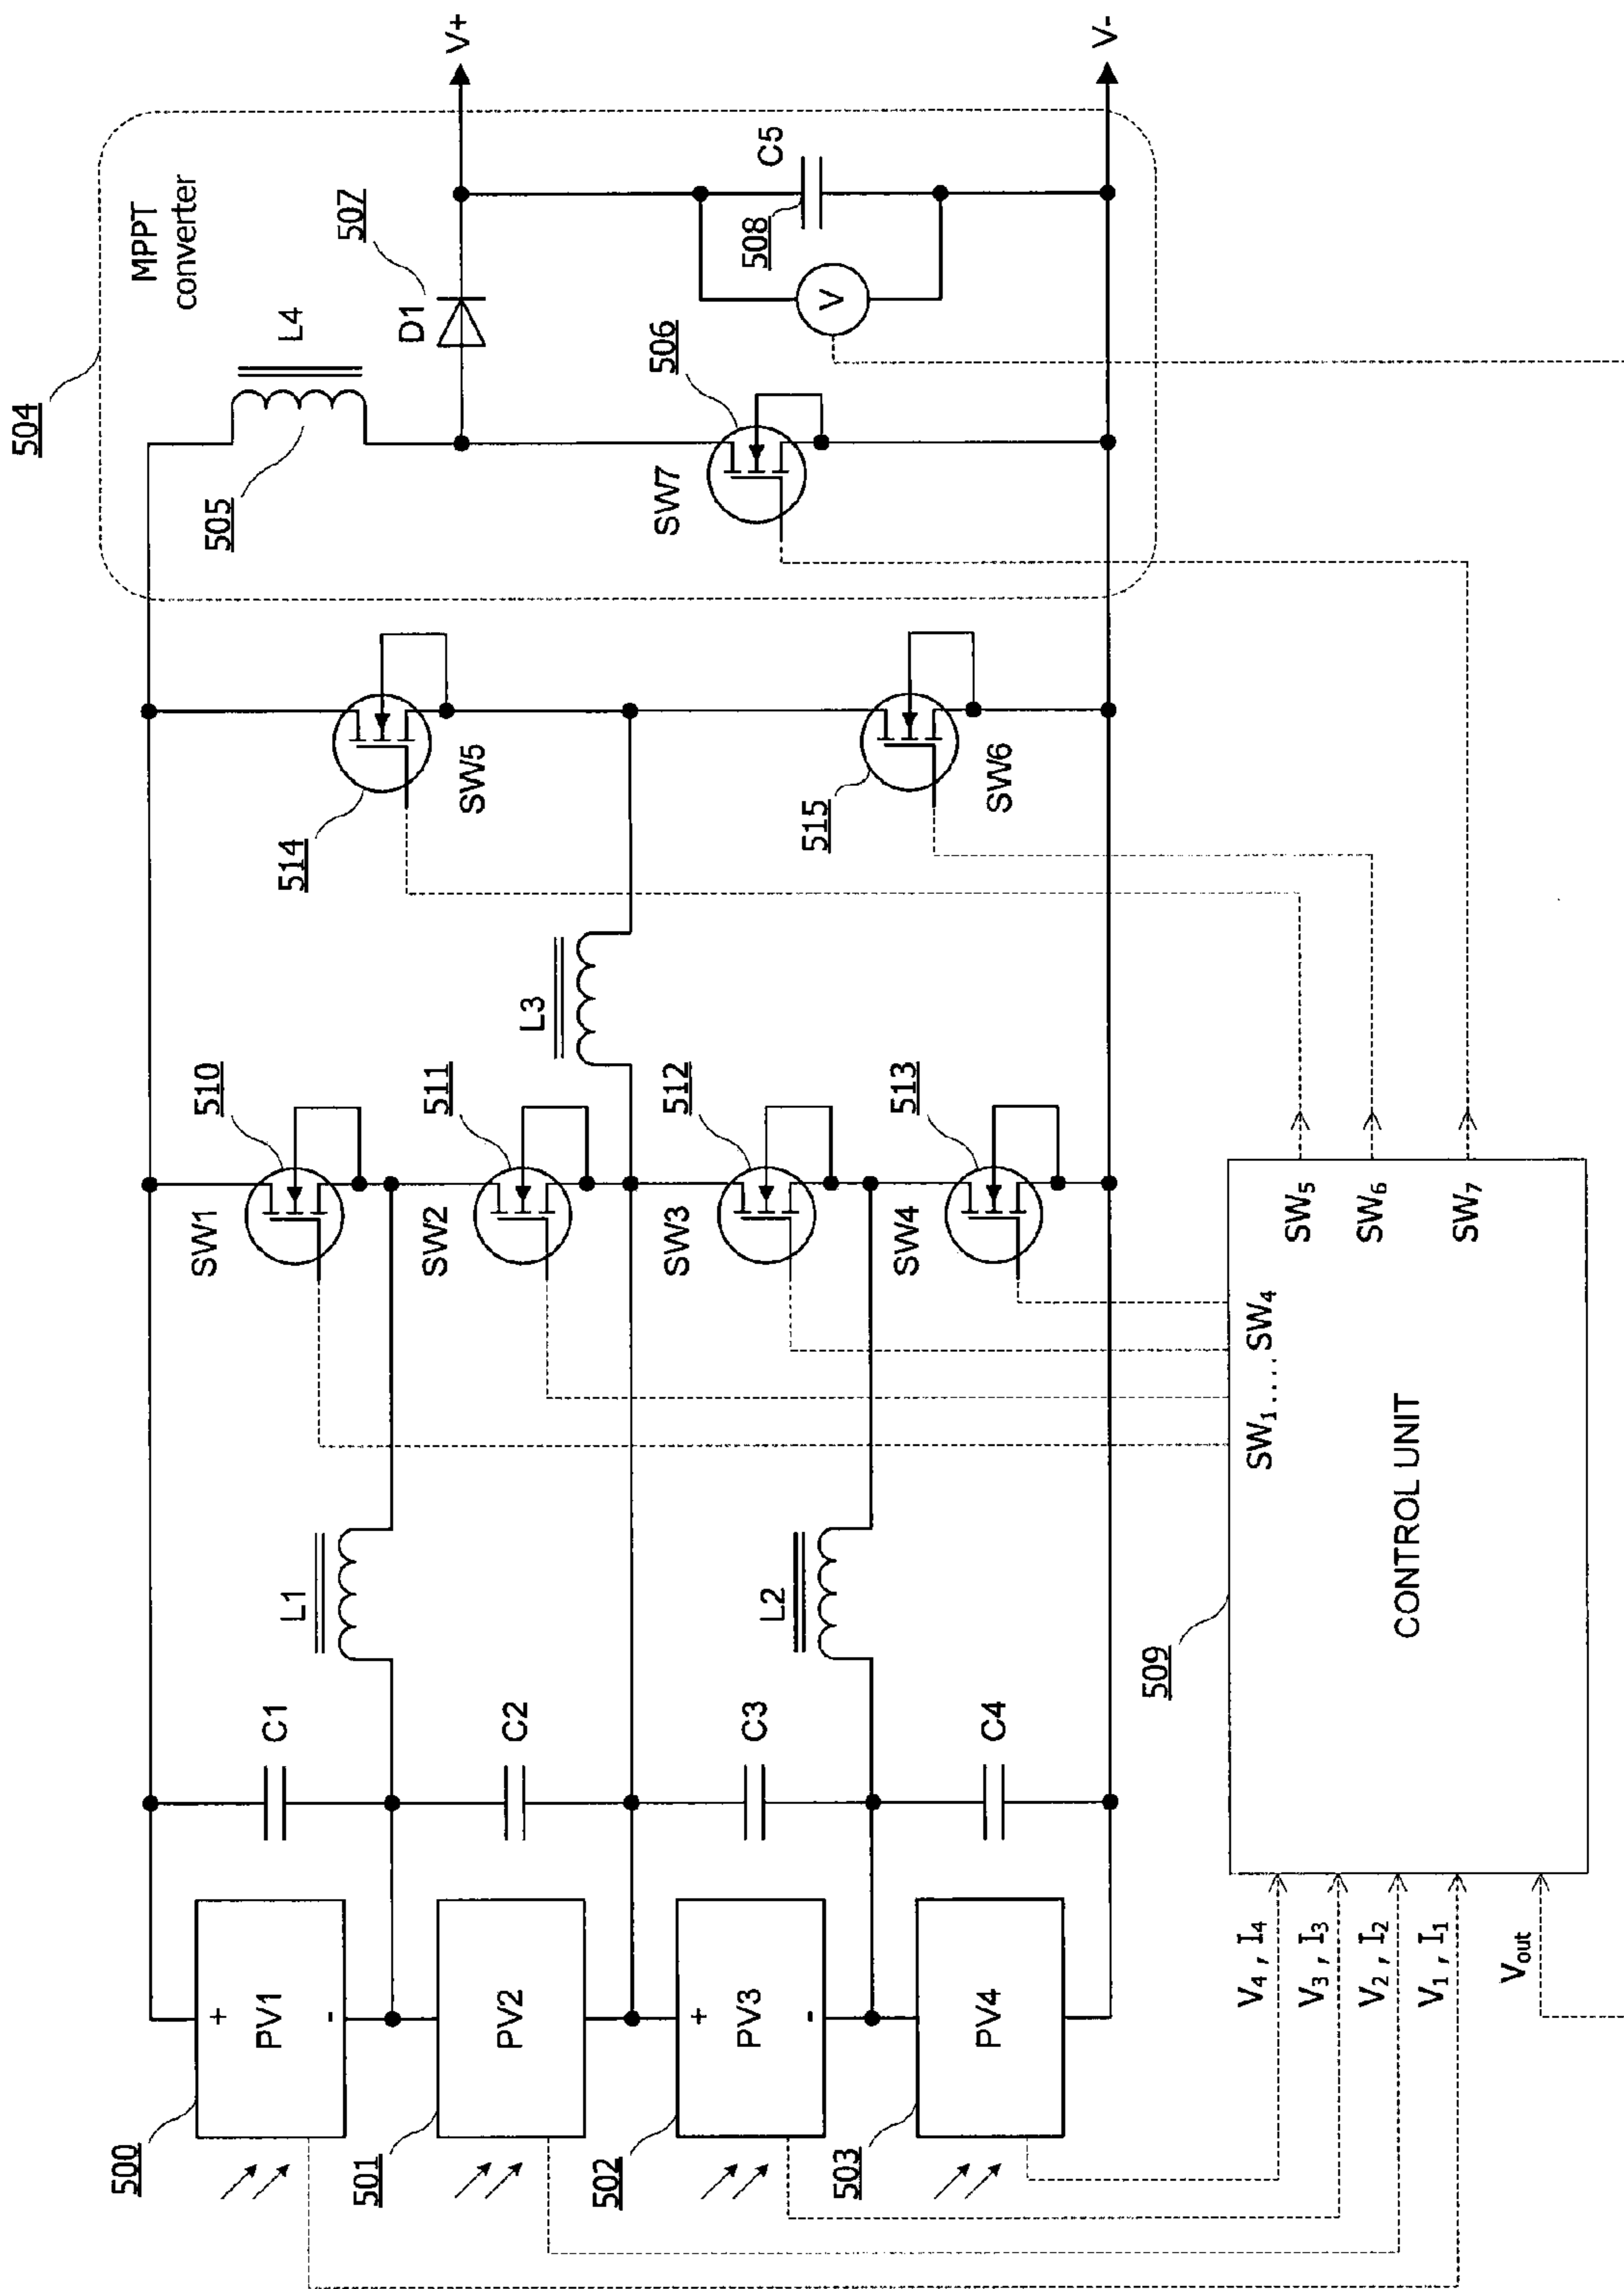 504
MPPT
converter
L4
505
D1
507
V+
506
SW7
508
C5
V
V-
514
SW5
515
SW6
L3
510
SW1
511
SW2
512
SW3
513
SW4
L1
L2
C1
C2
C3
C4
500
+
PV1
-
501
PV2
502
+
PV3
-
503
PV4
509
CONTROL UNIT
SW₁....SW₄
SW₅
SW₆
SW₇
V₄ , I₄
V₃ , I₃
V₂ , I₂
V₁ , I₁
Vout